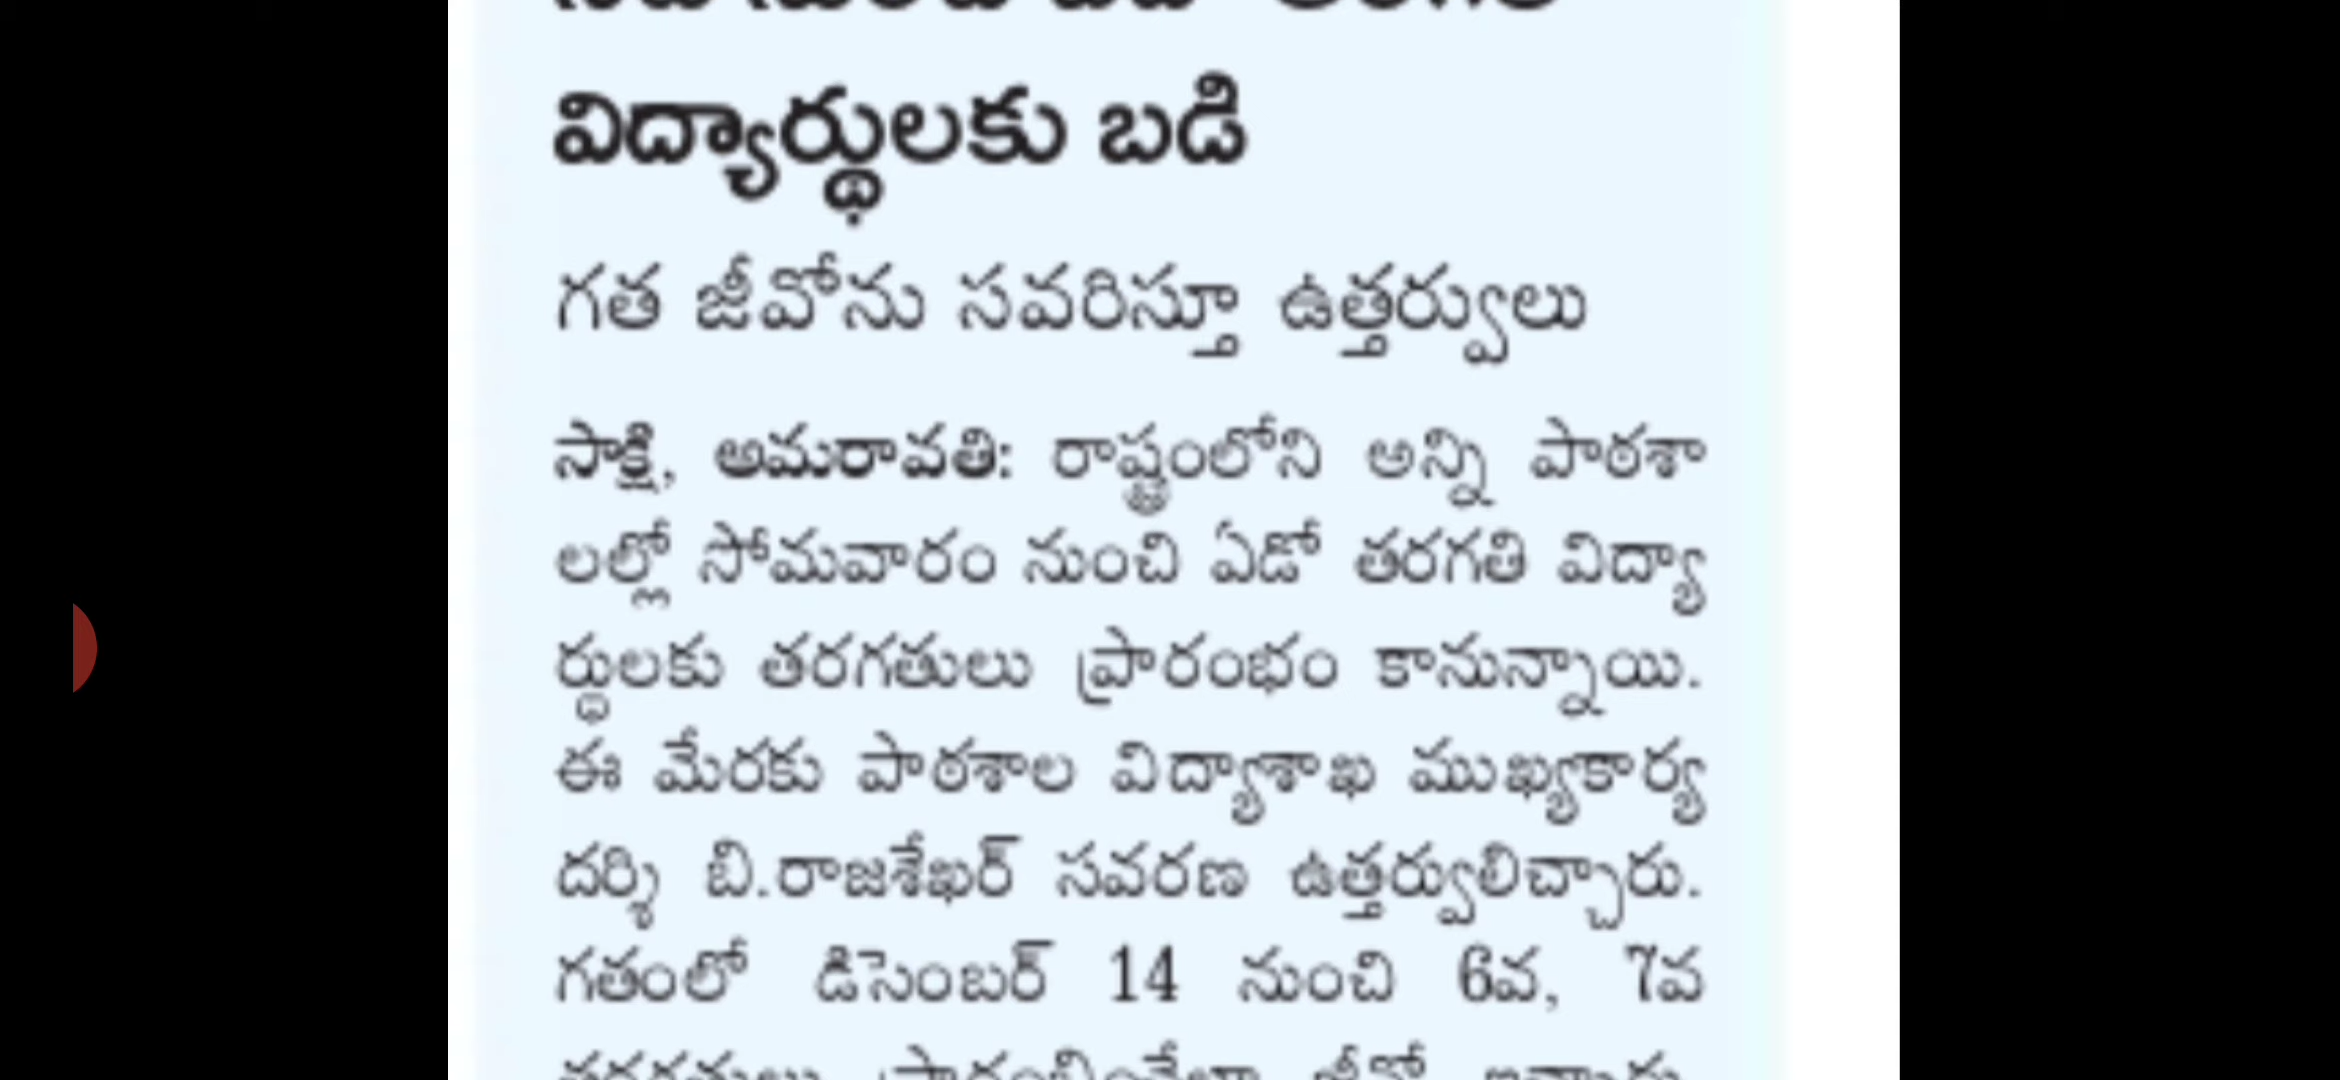 విద్యార్థులకు బడి
గత జీవోను సవరిస్తూ ఉత్తర్వులు
సాక్షి, అమరావతి: రాష్ట్రంలోని అన్ని పాఠశా
లల్లో సోమవారం నుంచి ఏడో తరగతి విద్యా
ర్థులకు తరగతులు ప్రారంభం కానున్నాయి.
ఈ మేరకు పాఠశాల విద్యాశాఖ ముఖ్యకార్య
దర్శి బి.రాజశేఖర్ సవరణ ఉత్తర్వులిచ్చారు.
గతంలో డిసెంబర్ 14 నుంచి 6వ, 7వ